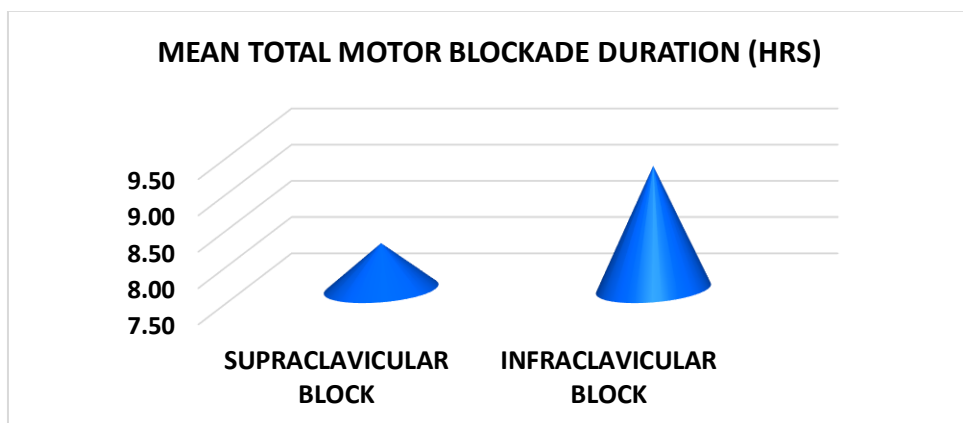 MEAN TOTAL MOTOR BLOCKADE DURATION (HRS)
9.50
9.00
8.50
8.00
7.50
SUPRACLAVICULAR
BLOCK
INFRACLAVICULAR
BLOCK